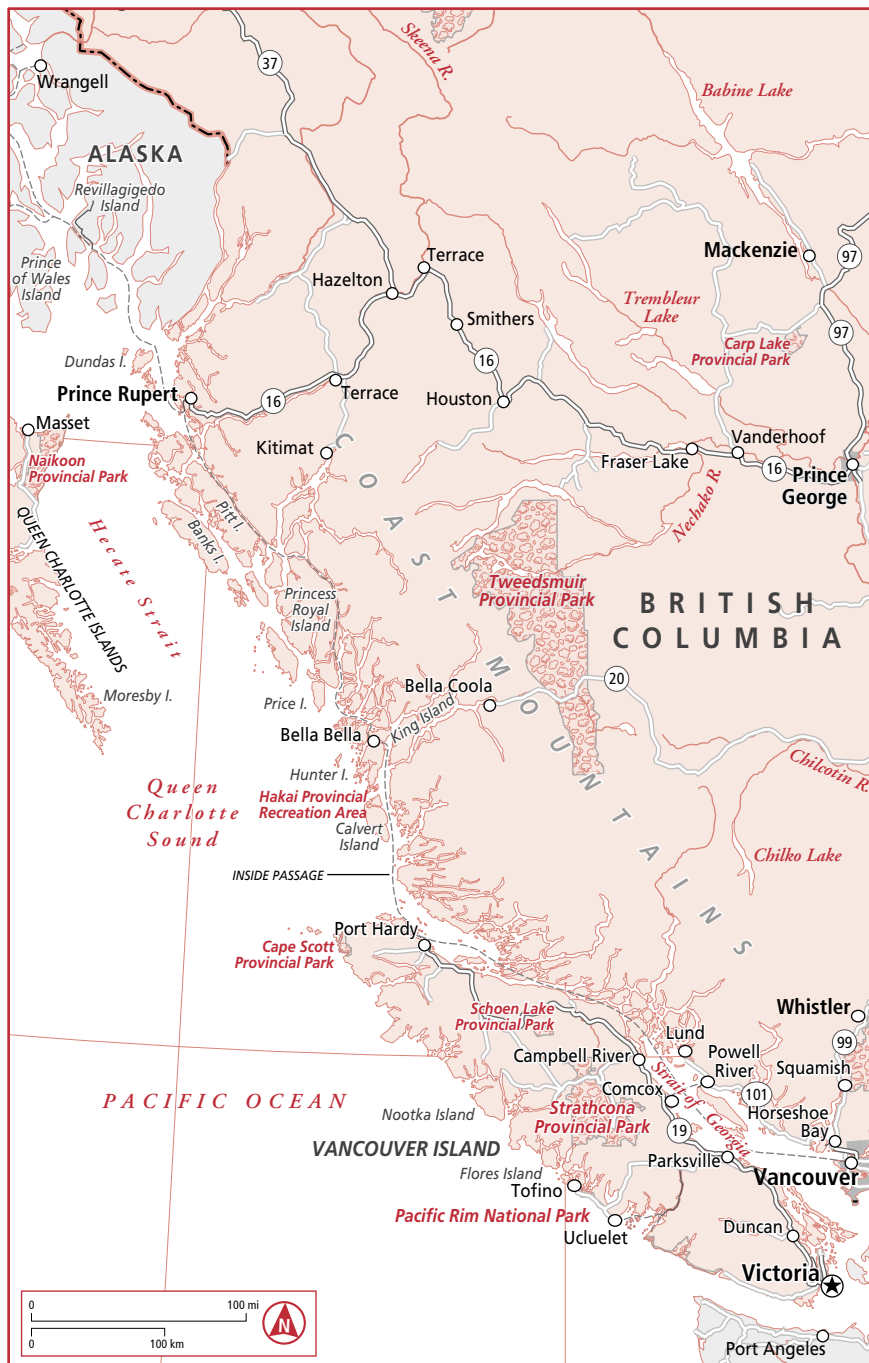 37
Skeena R.
Wrangell
Babine Lake
ALASKA
Revillagigedo
Island
Prince
of Wales
Island
Terrace
Mackenzie
97
Hazelton
Trembleur
Lake
Smithers
97
Carp Lake
Provincial Park
Dundas I.
16
Prince Rupert
16
Terrace
Houston
Masset
Kitimat
Vanderhoof
Fraser Lake
16
Prince
George
Naikoon
Provincial Park
Nechako R.
Pitt I.
Banks I.
QUEEN CHARLOTTE ISLANDS
Hecate Strait
COAST MOUNTAINS
Tweedsmuir
Provincial Park
Princess
Royal
Island
BRITISH
COLUMBIA
20
Moresby I.
Price I.
Bella Coola
King Island
Bella Bella
Chilcotin R.
Hunter I.
Queen
Charlotte
Sound
Hakai Provincial
Recreation Area
Calvert
Island
Chilko Lake
INSIDE PASSAGE
Port Hardy
Cape Scott
Provincial Park
Schoen Lake
Provincial Park
Whistler
Lund
99
Campbell River
Powell
River
Squamish
Strait of Georgia
101
Comcox
PACIFIC OCEAN
Nootka Island
Strathcona
Provincial Park
Horseshoe
Bay
19
VANCOUVER ISLAND
Parksville
Vancouver
Flores Island
Tofino
Pacific Rim National Park
Ucluelet
Duncan
Victoria
0
100 mi
0
100 km
N
Port Angeles